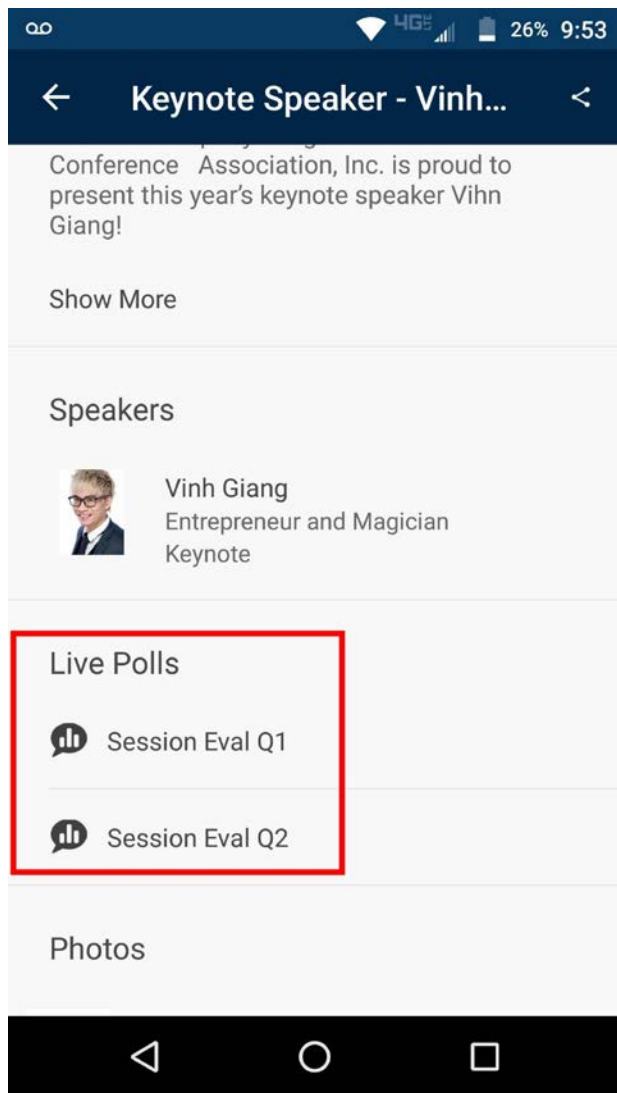 4G LTE 26% 9:53
Keynote Speaker - Vinh...
Conference Association, Inc. is proud to
present this year's keynote speaker Vihn
Giang!
Show More
Speakers
Vinh Giang
Entrepreneur and Magician
Keynote
Live Polls
Session Eval Q1
Session Eval Q2
Photos